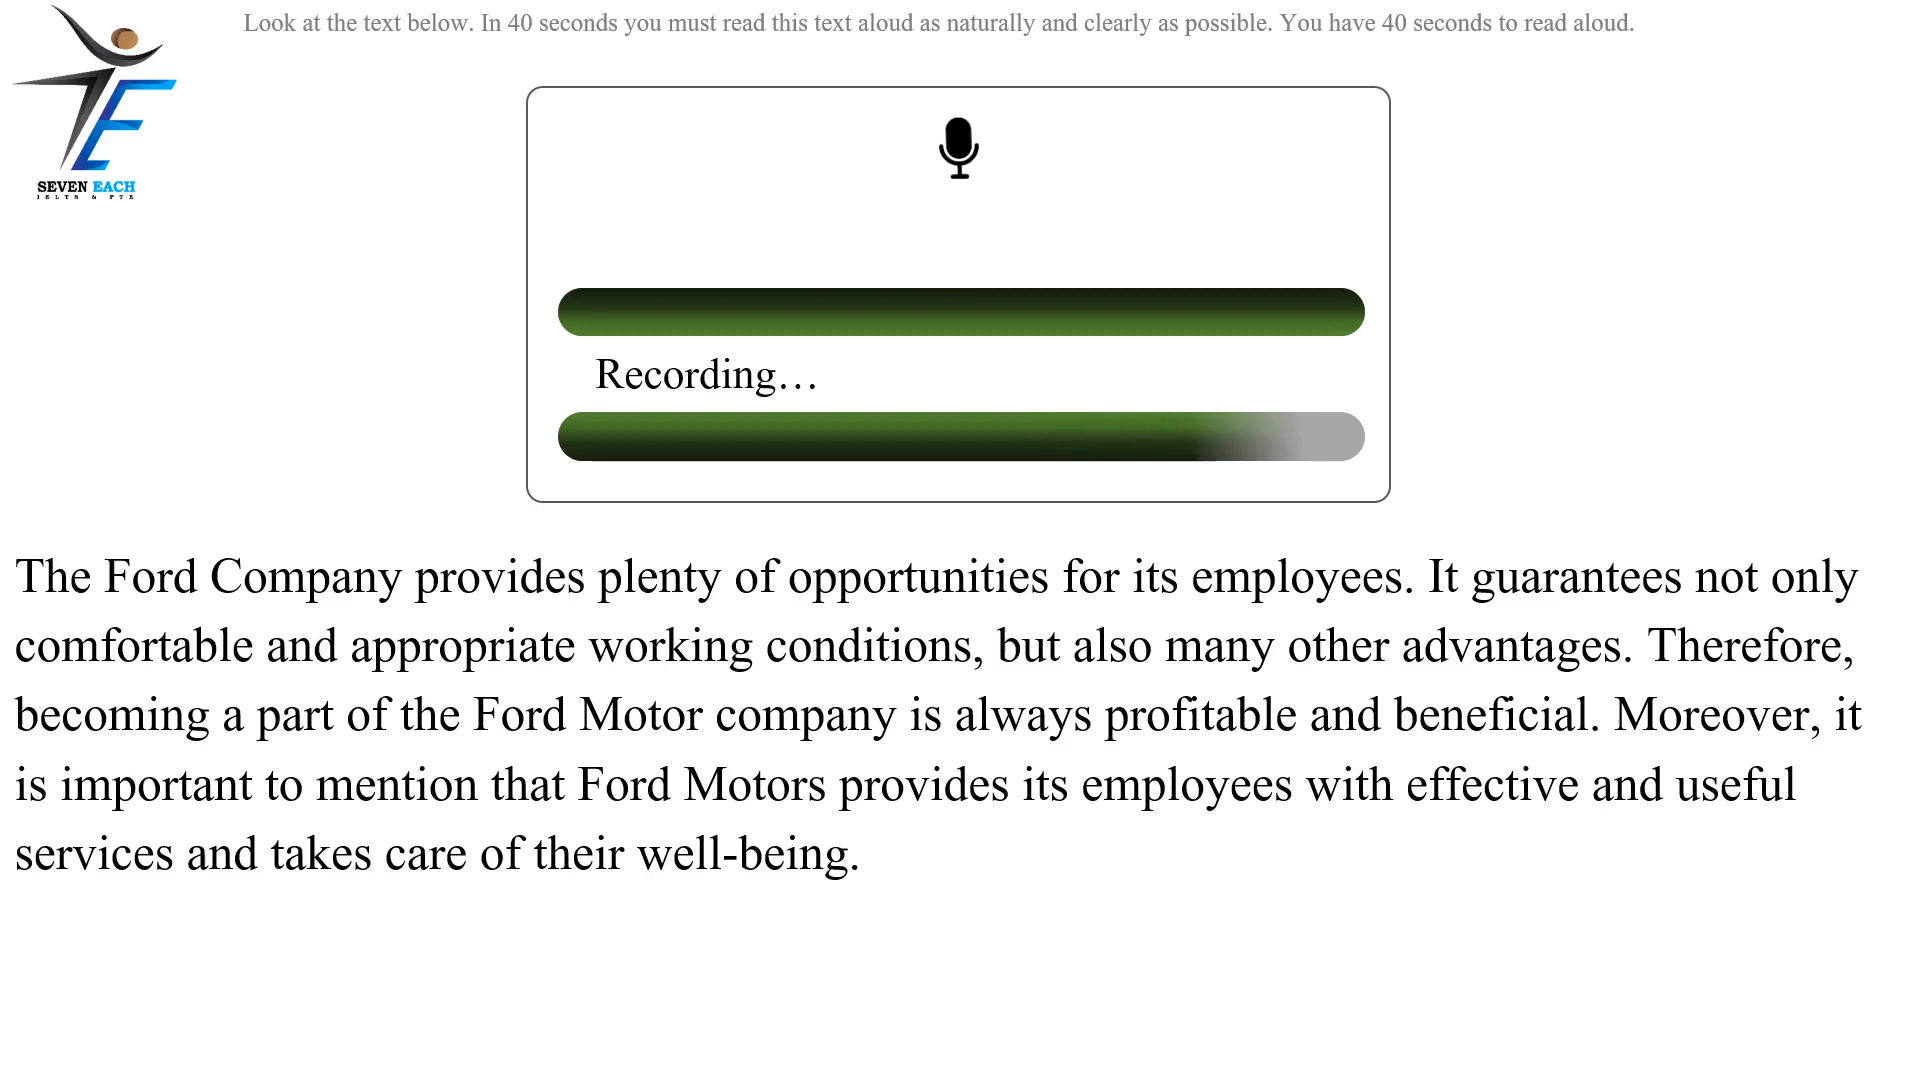 Look at the text below. In 40 seconds you must read this text aloud as naturally and clearly as possible. You have 40 seconds to read aloud.
SEVEN EACH
IELTS & PTE
Recording…
The Ford Company provides plenty of opportunities for its employees. It guarantees not only
comfortable and appropriate working conditions, but also many other advantages. Therefore,
becoming a part of the Ford Motor company is always profitable and beneficial. Moreover, it
is important to mention that Ford Motors provides its employees with effective and useful
services and takes care of their well-being.